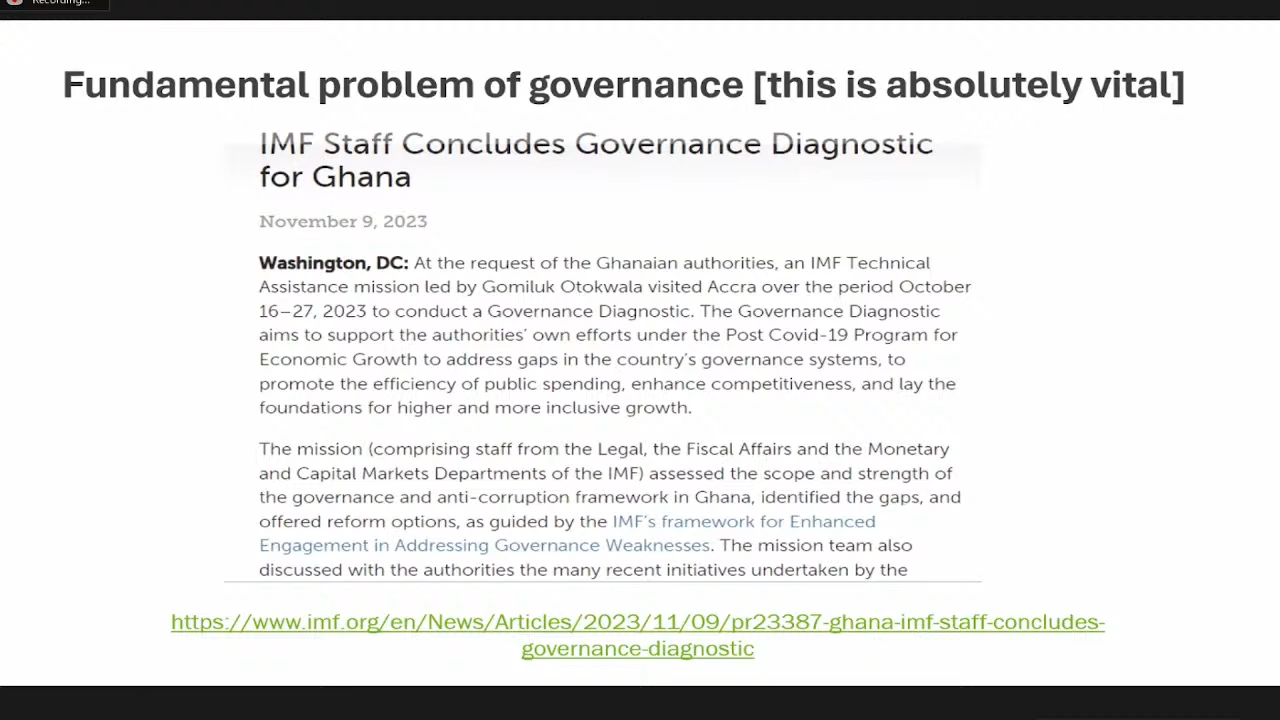 Recording...
Fundamental problem of governance [this is absolutely vital]
IMF Staff Concludes Governance Diagnostic
for Ghana
November 9, 2023
Washington, DC: At the request of the Ghanaian authorities, an IMF Technical
Assistance mission led by Gomiluk Otokwala visited Accra over the period October
16–27, 2023 to conduct a Governance Diagnostic. The Governance Diagnostic
aims to support the authorities’ own efforts under the Post Covid-19 Program for
Economic Growth to address gaps in the country’s governance systems, to
promote the efficiency of public spending, enhance competitiveness, and lay the
foundations for higher and more inclusive growth.
The mission (comprising staff from the Legal, the Fiscal Affairs and the Monetary
and Capital Markets Departments of the IMF) assessed the scope and strength of
the governance and anti-corruption framework in Ghana, identified the gaps, and
offered reform options, as guided by the IMF’s framework for Enhanced
Engagement in Addressing Governance Weaknesses. The mission team also
discussed with the authorities the many recent initiatives undertaken by the
https://www.imf.org/en/News/Articles/2023/11/09/pr23387-ghana-imf-staff-concludes-
governance-diagnostic